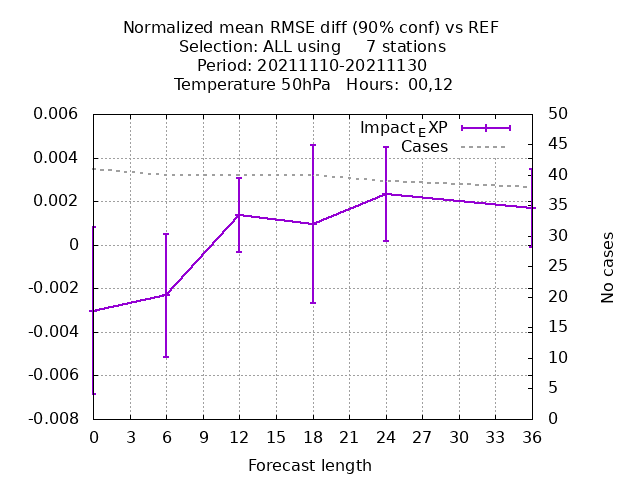 Normalized mean RMSE diff (90% conf) vs REF
Selection: ALL using 7 stations
Period: 20211110-20211130
Temperature 50hPa Hours: 00,12
Impact_EXP
Cases
0.006
0.004
0.002
0
-0.002
-0.004
-0.006
-0.008
50
45
40
35
30
25
20
15
10
5
0
No cases
0 3 6 9 12 15 18 21 24 27 30 33 36
Forecast length